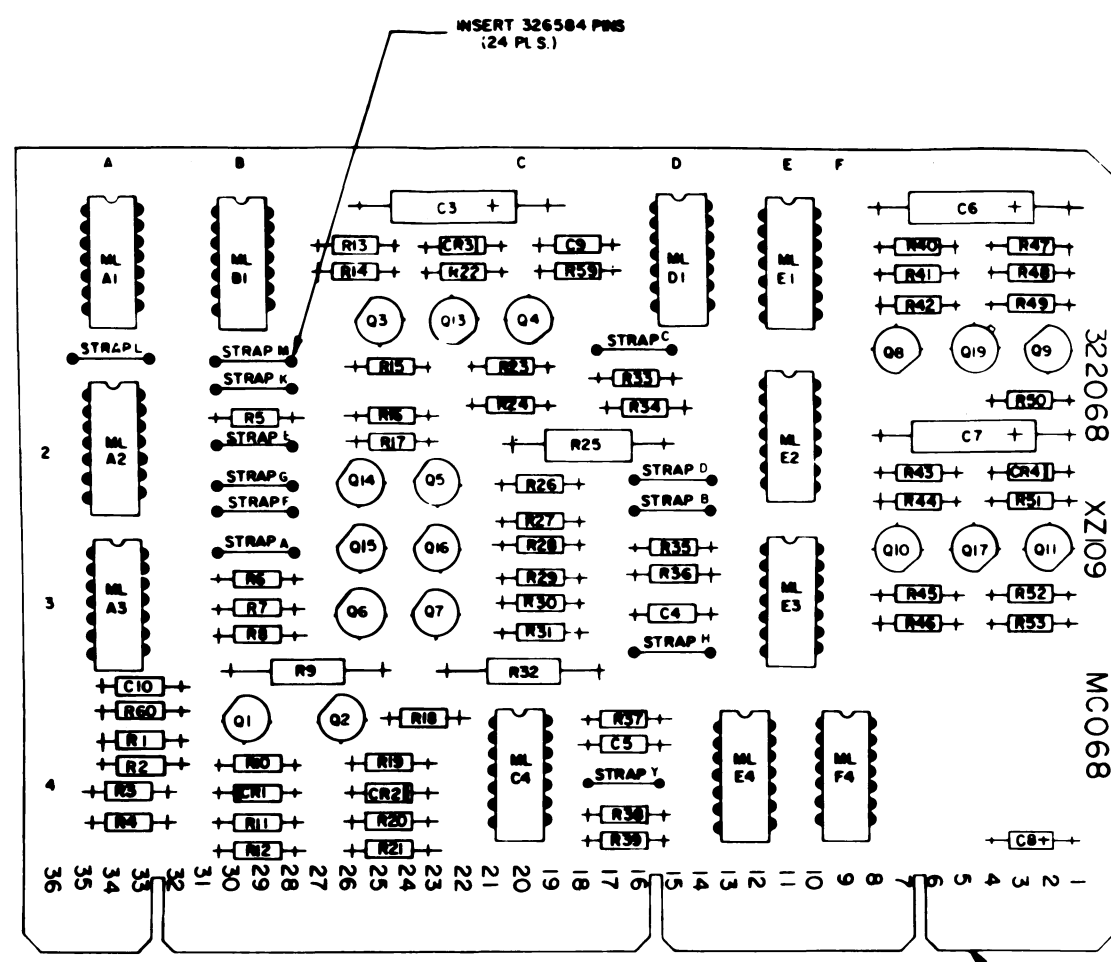 INSERT 326584 PINS
(24 PLS.)
A B C D E F
C3 + C6 +
ML A1
ML B1
ML D1
ML E1
R13 CR3 C9 R40 R47
R14 R22 R59 R41 R48
R42 R49
Q3 Q13 Q4
Q8 Q19 Q9
STRAP L
STRAP M
STRAP C
STRAP K
R15 R23 R33
R5 R16 R24 R34 R50
2
ML A2
STRAP E
R17 R25
ML E2
C7 +
STRAP G
Q14 Q5 R26
STRAP D
R43 CR4
STRAP F
STRAP B
R44 R51
R27
STRAP A
Q15 Q16 R28 R35 Q10 Q17 Q11
3
ML A3
R6 R29 R36
ML E3
R7 Q6 Q7 R30 C4 R45 R52
R8 R31
STRAP H
R46 R53
R9 R32
C10
R60 Q1 Q2 R18 R37
R1 C5
R2 R10 R19
4
ML C4
STRAP Y
ML E4
ML F4
R3 CR1 CR2
R4 R11 R20 R38
R12 R21 R39 C8+
36 35 34 33 32 31 30 29 28 27 26 25 24 23 22 21 20 19 18 17 16 15 14 13 12 11 10 9 8 7 6 5 4 3 2 1
322068 XZ109 MC068